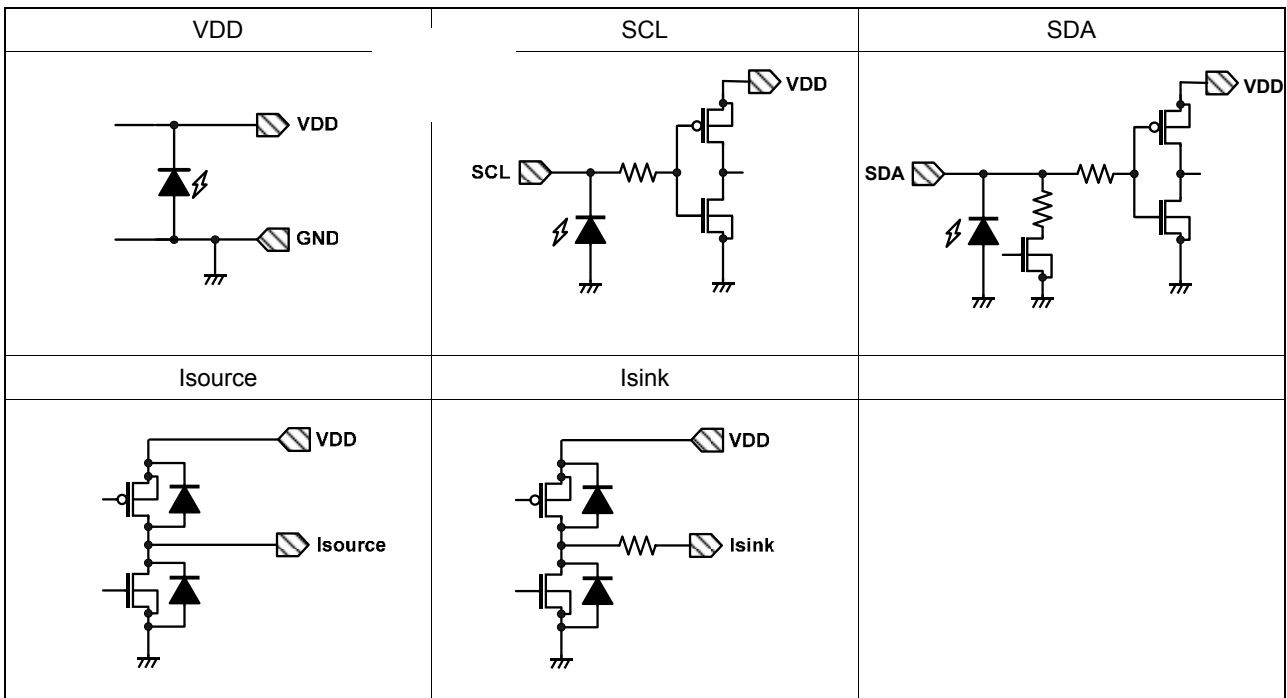 VDD SCL SDA
VDD
GND
SCL
VDD
SDA
VDD
Isource Isink
VDD
Isource
VDD
Isink